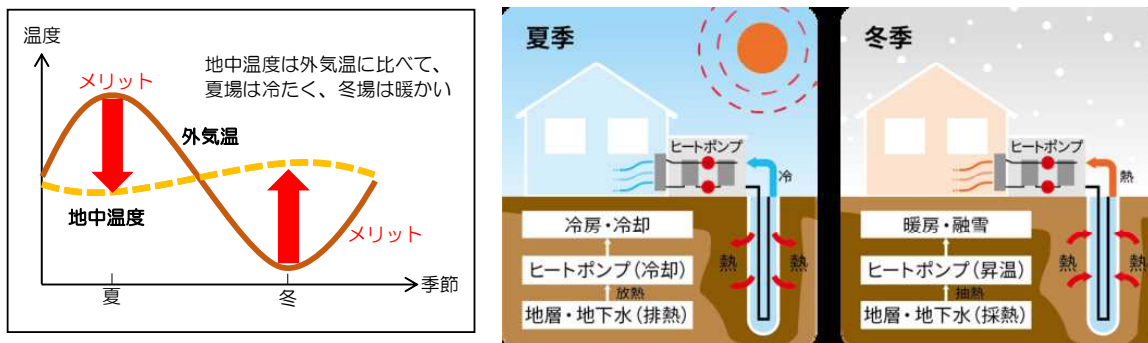 温度
メリット
地中温度は外気温に比べて、
夏場は冷たく、冬場は暖かい
外気温
地中温度
メリット
夏
冬
季節
夏季
ヒートポンプ
冷
冷房・冷却
ヒートポンプ(冷却)
放熱
地層・地下水(排熱)
熱
熱
冬季
ヒートポンプ
熱
暖房・融雪
ヒートポンプ(昇温)
抽熱
地層・地下水(採熱)
熱
熱